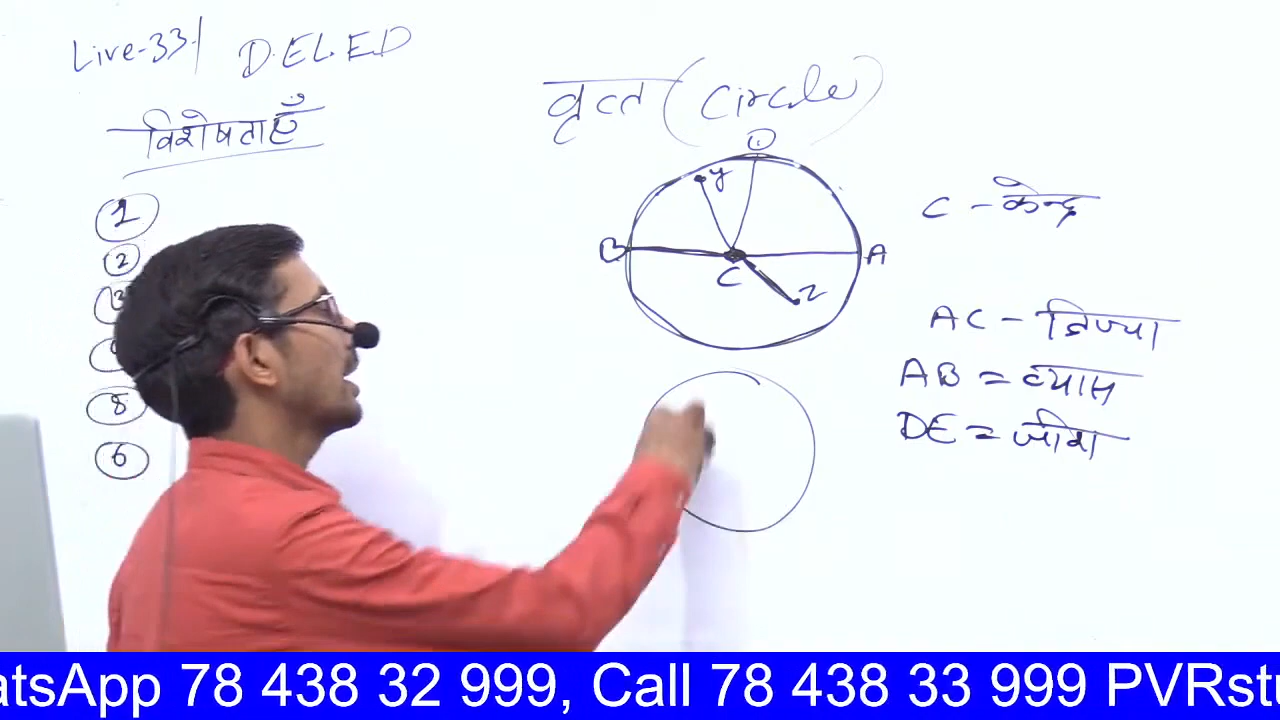 Live-33
D.EL.ED
विशेषताएँ
1
2
3
8
6
वृत्त (Circle)
D
y
B
A
C
Z
C - केन्द्र
AC - त्रिज्या
AB = व्यास
DE = जीवा
atsApp 78 438 32 999, Call 78 438 33 999 PVRstu